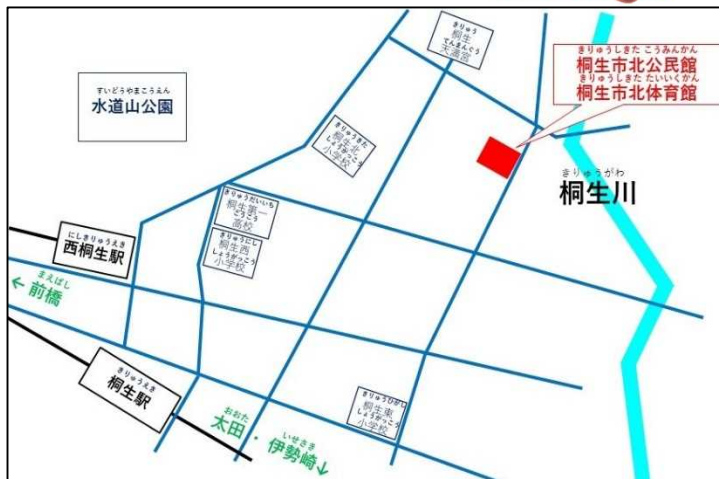 きりゅう
桐生
てんまんぐう
天満宮
きりゅうしきた こうみんかん
桐生市北公民館
きりゅうしきた たいいくかん
桐生市北体育館
すいどうやまこうえん
水道山公園
きりゅうきた
桐生北
しょうがっこう
小学校
きりゅうがわ
桐生川
きりゅうだいいち
桐生第一
こうこう
高校
きりゅうにし
桐生西
しょうがっこう
小学校
にしきりゅうえき
西桐生駅
まえばし
← 前橋
きりゅうえき
桐生駅
きりゅうひがし
桐生東
しょうがっこう
小学校
おおた いせさき
太田・伊勢崎↓